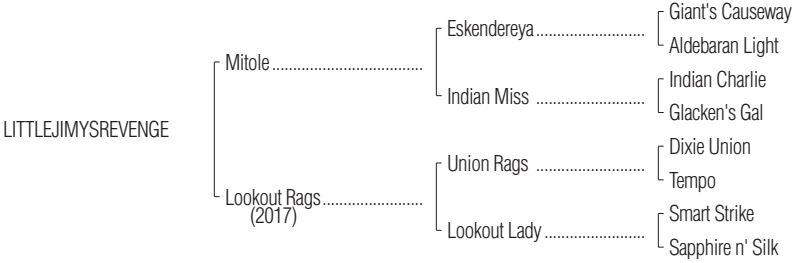 Giant's Causeway
Eskendereya
Aldebaran Light
Mitole
Indian Charlie
Indian Miss
Glacken's Gal
LITTLEJIMYSREVENGE
Dixie Union
Union Rags
Tempo
Lookout Rags
(2017)
Smart Strike
Lookout Lady
Sapphire n' Silk